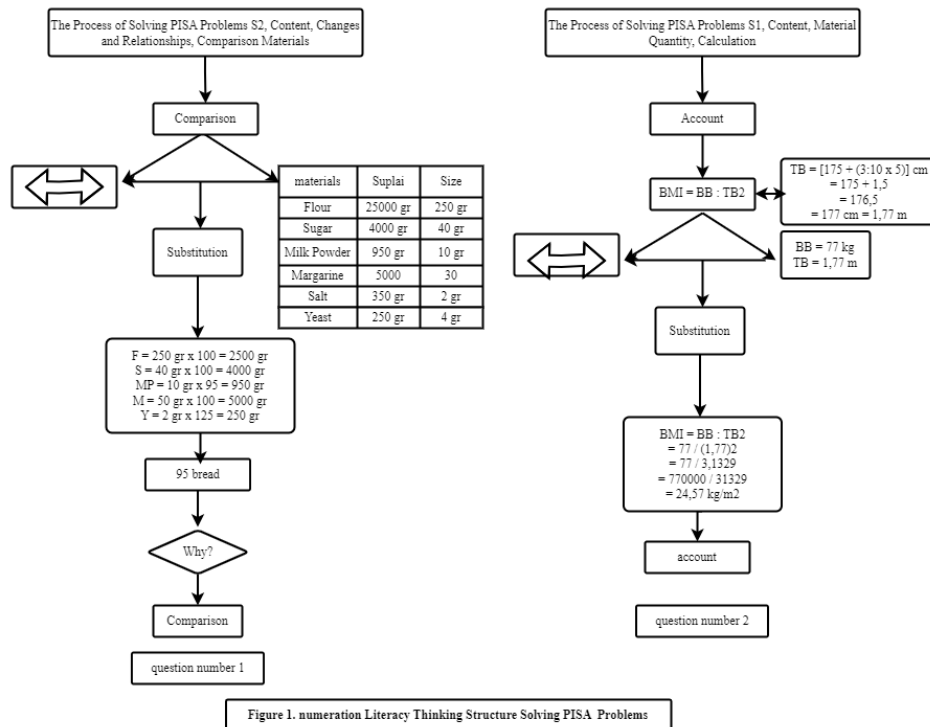 The Process of Solving PISA Problems S2, Content, Changes
and Relationships, Comparison Materials
Comparison
materials Suplai Size
Flour 25000 gr 250 gr
Sugar 4000 gr 40 gr
Milk Powder 950 gr 10 gr
Margarine 5000 30
Salt 350 gr 2 gr
Yeast 250 gr 4 gr
Substitution
F = 250 gr x 100 = 2500 gr
S = 40 gr x 100 = 4000 gr
MP = 10 gr x 95 = 950 gr
M = 50 gr x 100 = 5000 gr
Y = 2 gr x 125 = 250 gr
95 bread
Why?
Comparison
question number 1
The Process of Solving PISA Problems S1, Content, Material
Quantity, Calculation
Account
BMI = BB : TB2
TB = [175 + (3:10 x 5)] cm
= 175 + 1,5
= 176,5
= 177 cm = 1,77 m
BB = 77 kg
TB = 1,77 m
Substitution
BMI = BB : TB2
= 77 / (1,77)2
= 77 / 3,1329
= 770000 / 31329
= 24,57 kg/m2
account
question number 2
Figure 1. numeration Literacy Thinking Structure Solving PISA Problems